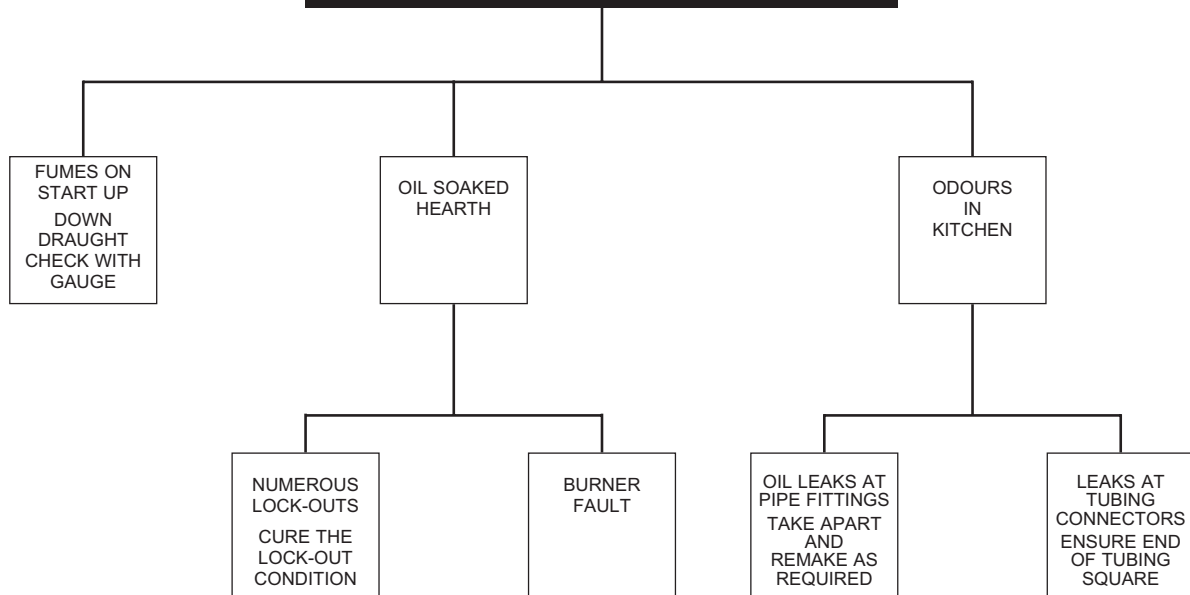 FUMES ON
START UP
DOWN
DRAUGHT
CHECK WITH
GAUGE
OIL SOAKED
HEARTH
ODOURS
IN
KITCHEN
NUMEROUS
LOCK-OUTS
CURE THE
LOCK-OUT
CONDITION
BURNER
FAULT
OIL LEAKS AT
PIPE FITTINGS
TAKE APART
AND
REMAKE AS
REQUIRED
LEAKS AT
TUBING
CONNECTORS
ENSURE END
OF TUBING
SQUARE